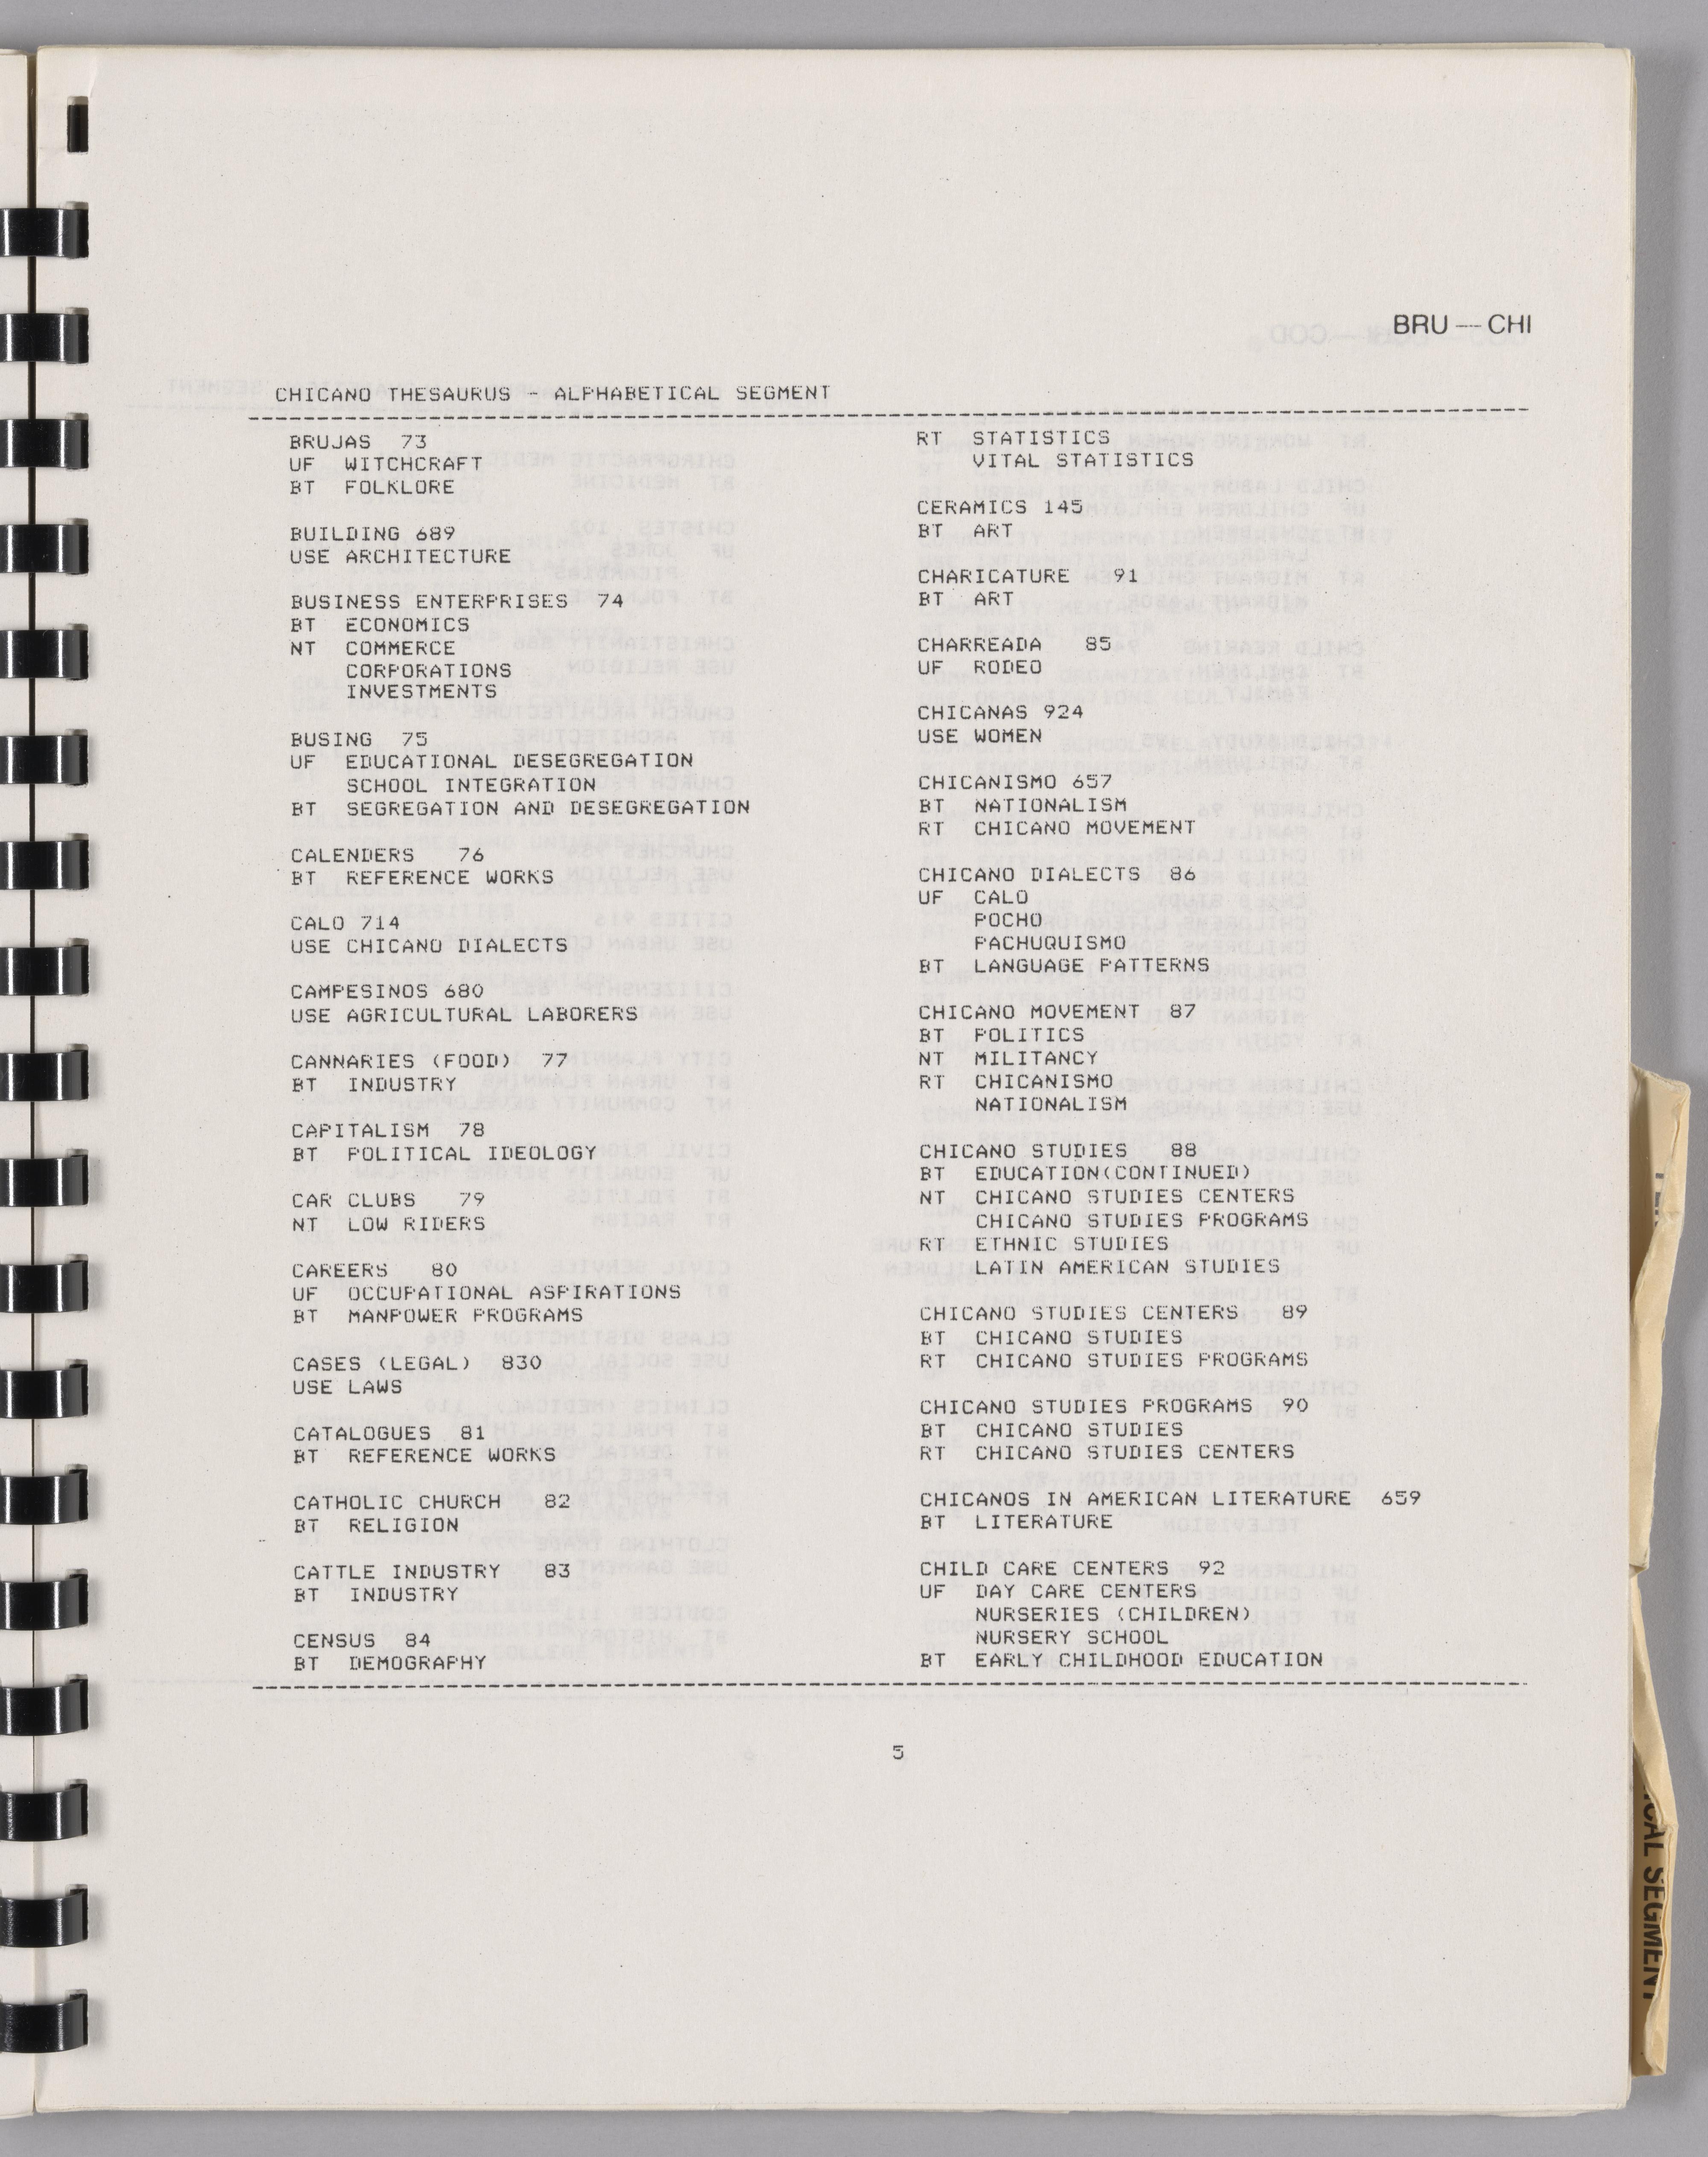 BRU — CHI
CHICANO THESAURUS - ALPHABETICAL SEGMENT
BRUJAS 73
UF WITCHCRAFT
BT FOLKLORE
BUILDING 689
USE ARCHITECTURE
BUSINESS ENTERPRISES 74
BT ECONOMICS
NT COMMERCE
CORPORATIONS
INVESTMENTS
BUSING 75
UF EDUCATIONAL DESEGREGATION
SCHOOL INTEGRATION
BT SEGREGATION AND DESEGREGATION
CALENDERS 76
BT REFERENCE WORKS
CALO 714
USE CHICANO DIALECTS
CAMPESINOS 680
USE AGRICULTURAL LABORERS
CANNARIES (FOOD) 77
BT INDUSTRY
CAPITALISM 78
BT POLITICAL IDEOLOGY
CAR CLUBS 79
NT LOW RIDERS
CAREERS 80
UF OCCUPATIONAL ASPIRATIONS
BT MANPOWER PROGRAMS
CASES (LEGAL) 830
USE LAWS
CATALOGUES 81
BT REFERENCE WORKS
CATHOLIC CHURCH 82
BT RELIGION
CATTLE INDUSTRY 83
BT INDUSTRY
CENSUS 84
BT DEMOGRAPHY
RT STATISTICS
VITAL STATISTICS
CERAMICS 145
BT ART
CHARICATURE 91
BT ART
CHARREADA 85
UF RODEO
CHICANAS 924
USE WOMEN
CHICANISMO 657
BT NATIONALISM
RT CHICANO MOVEMENT
CHICANO DIALECTS 86
UF CALO
POCHO
PACHUQUISMO
BT LANGUAGE PATTERNS
CHICANO MOVEMENT 87
BT POLITICS
NT MILITANCY
RT CHICANISMO
NATIONALISM
CHICANO STUDIES 88
BT EDUCATION(CONTINUED)
NT CHICANO STUDIES CENTERS
CHICANO STUDIES PROGRAMS
RT ETHNIC STUDIES
LATIN AMERICAN STUDIES
CHICANO STUDIES CENTERS 89
BT CHICANO STUDIES
RT CHICANO STUDIES PROGRAMS
CHICANO STUDIES PROGRAMS 90
BT CHICANO STUDIES
RT CHICANO STUDIES CENTERS
CHICANOS IN AMERICAN LITERATURE 659
BT LITERATURE
CHILD CARE CENTERS 92
UF DAY CARE CENTERS
NURSERIES (CHILDREN)
NURSERY SCHOOL
BT EARLY CHILDHOOD EDUCATION
5
ICAL SEGMENT